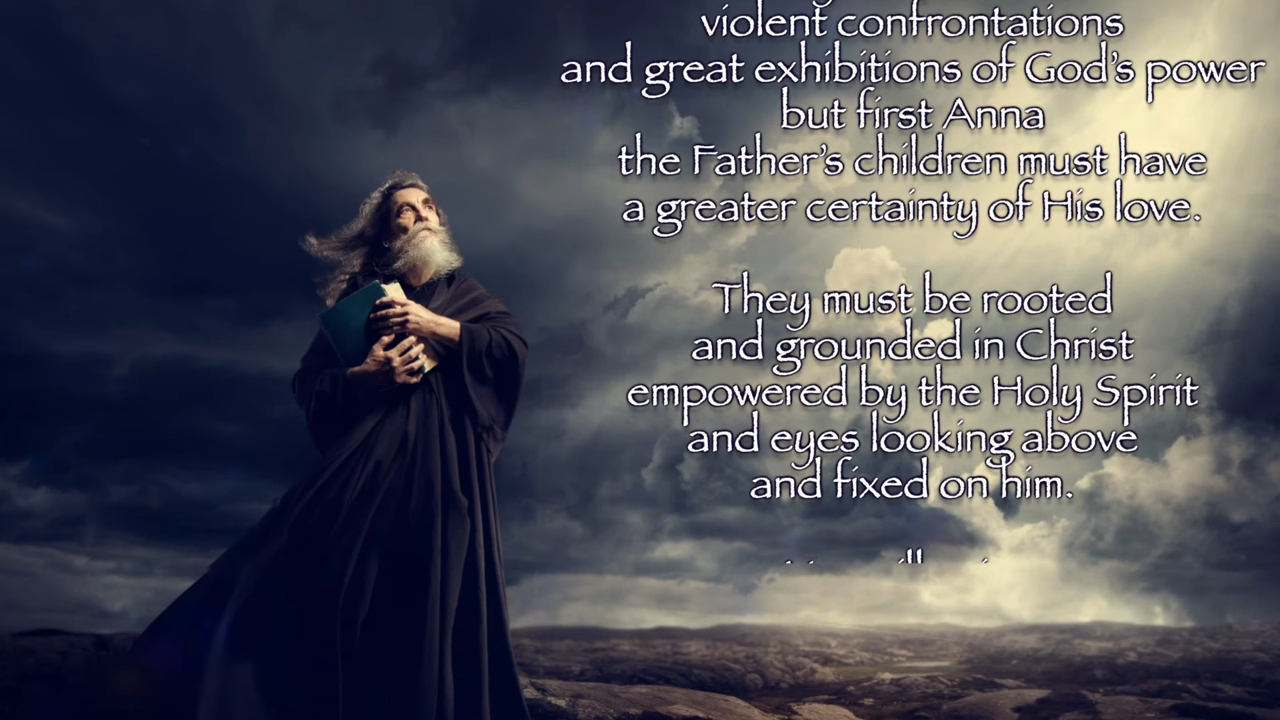 violent confrontations
and great exhibitions of God's power
but first Anna
the Father's children must have
a greater certainty of His love.
They must be rooted
and grounded in Christ
empowered by the Holy Spirit
and eyes looking above
and fixed on him.